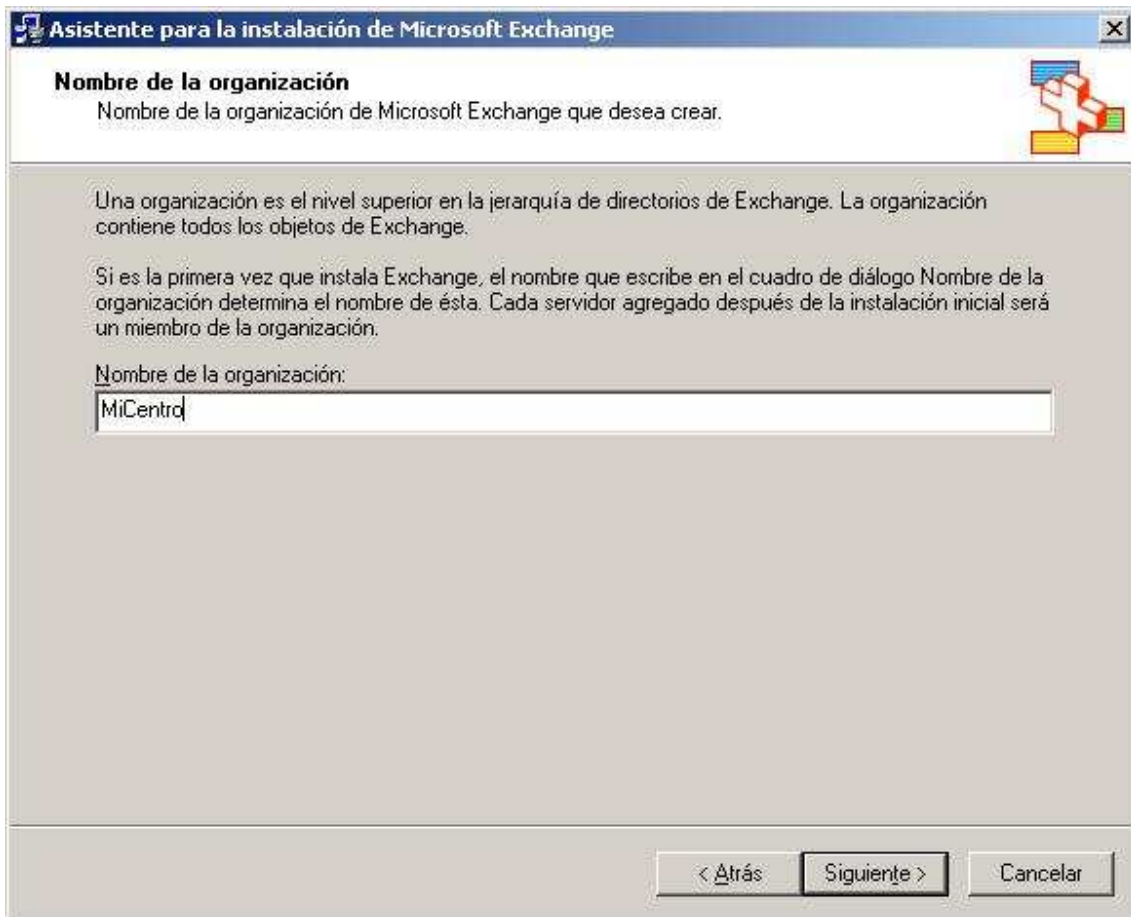 Asistente para la instalación de Microsoft Exchange
Nombre de la organización
Nombre de la organización de Microsoft Exchange que desea crear.
Una organización es el nivel superior en la jerarquía de directorios de Exchange. La organización
contiene todos los objetos de Exchange.
Si es la primera vez que instala Exchange, el nombre que escribe en el cuadro de diálogo Nombre de la
organización determina el nombre de ésta. Cada servidor agregado después de la instalación inicial será
un miembro de la organización.
Nombre de la organización:
MiCentro
< Atrás Siguiente > Cancelar